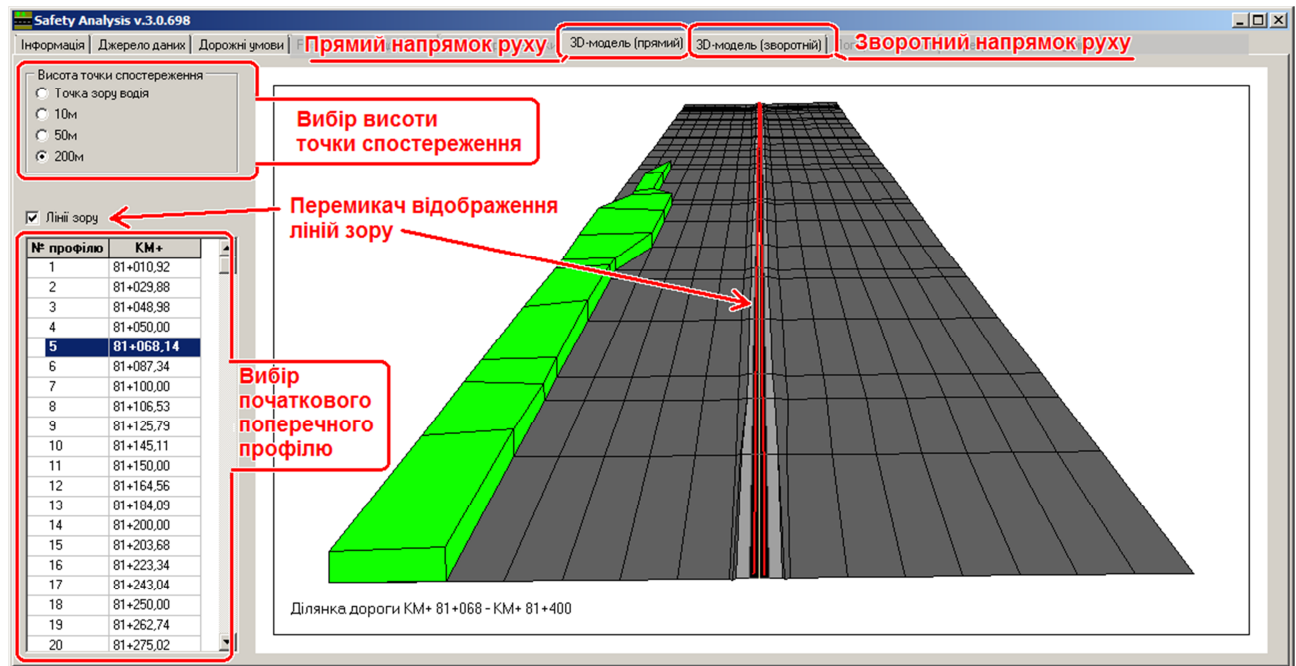 Safety Analysis v.3.0.698
Інформація Джерело даних Дорожні умови Прямий напрямок руху 3D-модель (прямий) 3D-модель (зворотній) Зворотний напрямок руху
Висота точки спостереження
Точка зору водія
10м
50м
200м
Вибір висоти
точки спостереження
Лінії зору
Перемикач відображення
ліній зору
№ профілю КМ+
1 81+010,92
2 81+029,88
3 81+048,98
4 81+050,00
5 81+068,14
6 81+087,34
7 81+100,00
8 81+106,53
9 81+125,79
10 81+145,11
11 81+150,00
12 81+164,56
13 81+184,09
14 81+200,00
15 81+203,68
16 81+223,34
17 81+243,04
18 81+250,00
19 81+262,74
20 81+275,02
Вибір
початкового
поперечного
профілю
Ділянка дороги КМ+ 81+068 - КМ+ 81+400